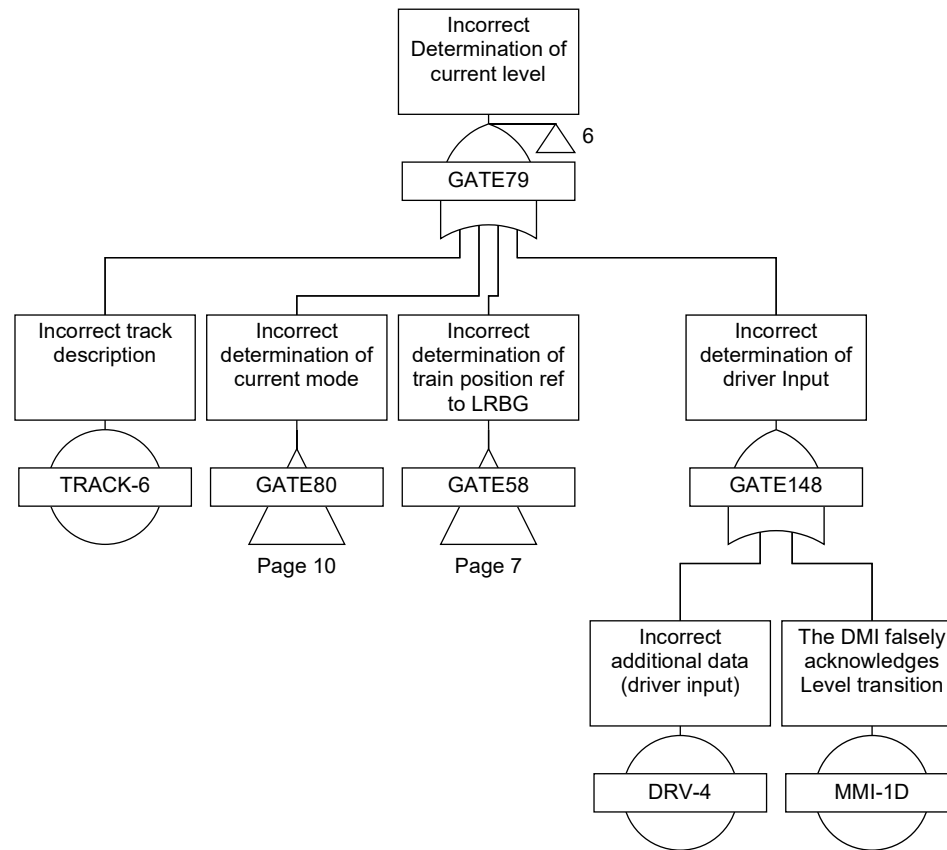 Incorrect
Determination of
current level
6
GATE79
Incorrect track
description
TRACK-6
Incorrect
determination of
current mode
GATE80
Page 10
Incorrect
determination of
train position ref
to LRBG
GATE58
Page 7
Incorrect
determination of
driver Input
GATE148
Incorrect
additional data
(driver input)
DRV-4
The DMI falsely
acknowledges
Level transition
MMI-1D